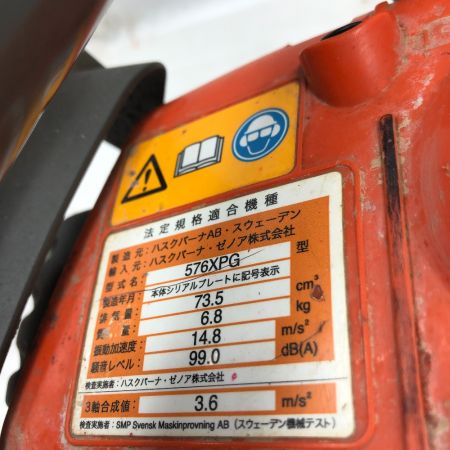 法定規格適合機種
製造元：ハスクバーナAB・スウェーデン
輸入元：ハスクバーナ・ゼノア株式会社
型式名： 576XPG 型
製造年月： 本体シリアルプレートに記号表示
排気量： 73.5 cm³
質量： 6.8 kg
振動加速度： 14.8 m/s²
騒音レベル： 99.0 dB(A)
検査実施者：ハスクバーナ・ゼノア株式会社
3軸合成値： 3.6 m/s²
検査実施者：SMP Svensk Maskinprovning AB（スウェーデン機械テスト）